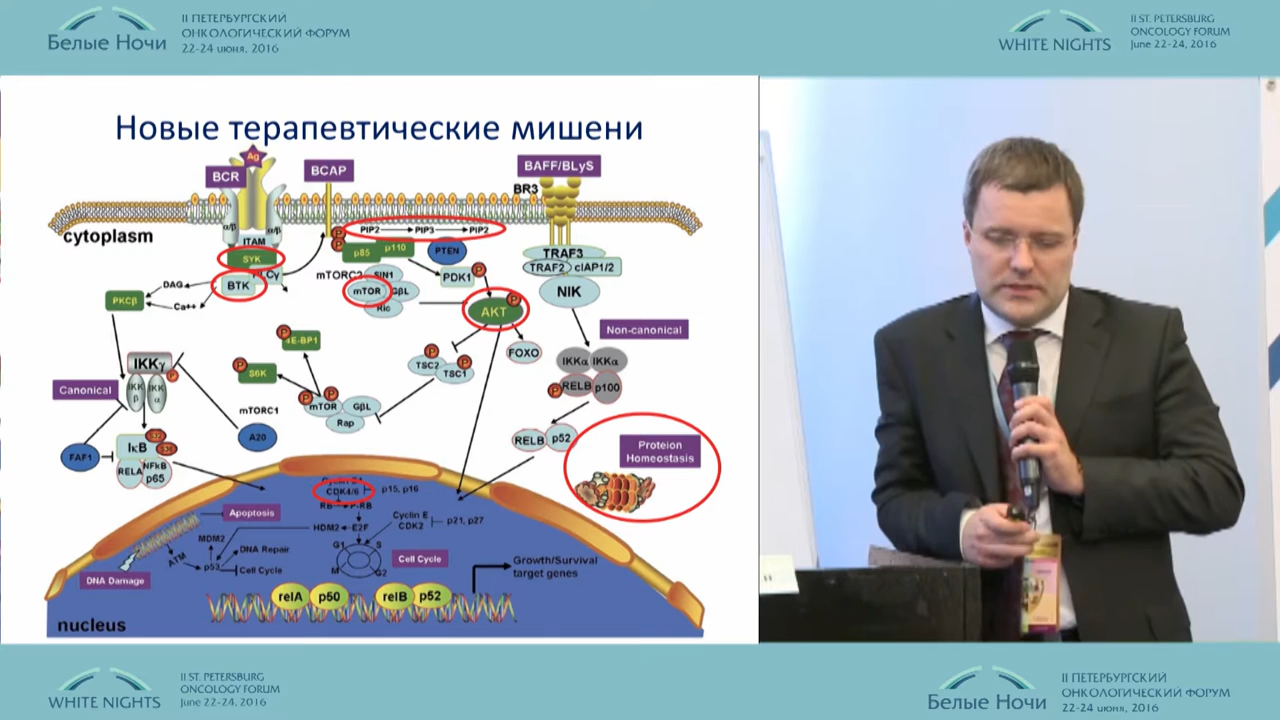 Белые Ночи
II ПЕТЕРБУРГСКИЙ
ОНКОЛОГИЧЕСКИЙ ФОРУМ
22-24 июня, 2016
WHITE NIGHTS
II ST. PETERSBURG
ONCOLOGY FORUM
June 22-24, 2016
Новые терапевтические мишени
Ag
BCR
BCAP
BAFF/BLyS
BR3
α/β
α/β
cytoplasm
ITAM
SYK
BTK
DAG
Ca++
PKCβ
P
P
PIP2
PIP3
PIP2
p85
p110
PTEN
SIN1
mTOR
GβL
Ric
PDK1
P
AKT
P
FOXO
TRAF3
TRAF2
cIAP1/2
NIK
Non-canonical
IKKα
IKKα
P
RELB
p100
RELB
p52
Proteion
Homeostasis
P
4E-BP1
P
S6K
P
P
TSC2
P
TSC1
P
mTOR
GβL
Rap
mTORC1
A20
IKKγ
P
IKK
β
IKK
α
Canonical
FAF1
IκB
RELA
NFkB
p65
CDK4/6
p15, p16
RB
P-RB
Cyclin E
CDK2
p21, p27
HDM2
E2F
Apoptosis
MDM2
ATM
p53
DNA Repair
Cell Cycle
DNA Damage
G1
S
M
G2
Cell Cycle
Growth/Survival
target genes
relA
p50
relB
p52
nucleus
WHITE NIGHTS
II ST. PETERSBURG
ONCOLOGY FORUM
June 22-24, 2016
Белые Ночи
II ПЕТЕРБУРГСКИЙ
ОНКОЛОГИЧЕСКИЙ ФОРУМ
22-24 июня, 2016